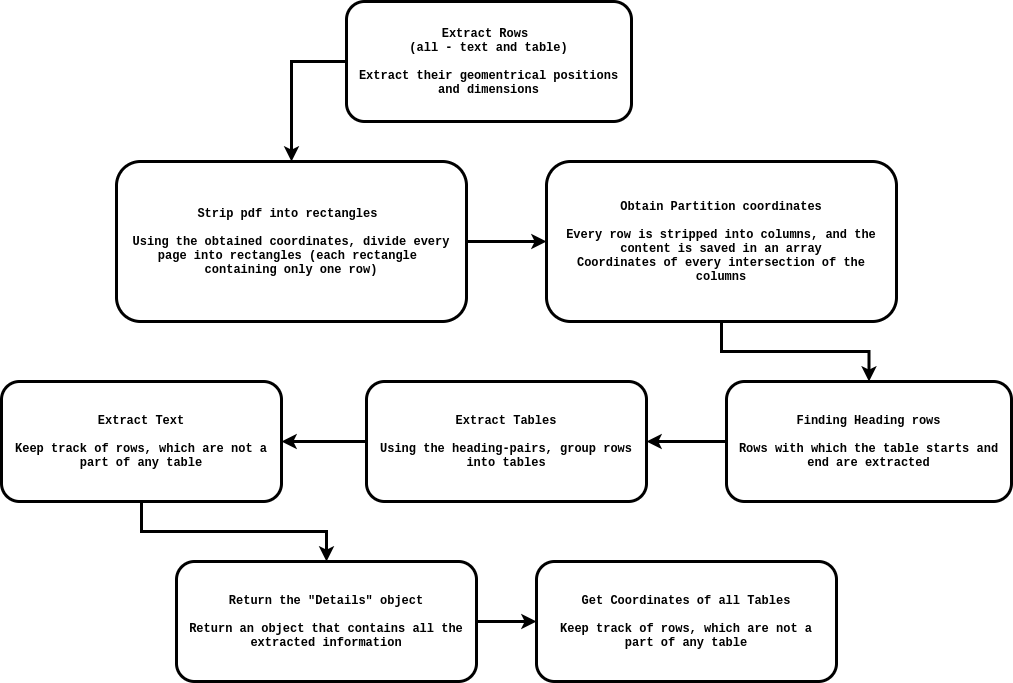 Extract Rows
(all - text and table)
Extract their geomentrical positions
and dimensions
Strip pdf into rectangles
Using the obtained coordinates, divide every
page into rectangles (each rectangle
containing only one row)
Obtain Partition coordinates
Every row is stripped into columns, and the
content is saved in an array
Coordinates of every intersection of the
columns
Extract Text
Keep track of rows, which are not a
part of any table
Extract Tables
Using the heading-pairs, group rows
into tables
Finding Heading rows
Rows with which the table starts and
end are extracted
Return the "Details" object
Return an object that contains all the
extracted information
Get Coordinates of all Tables
Keep track of rows, which are not a
part of any table